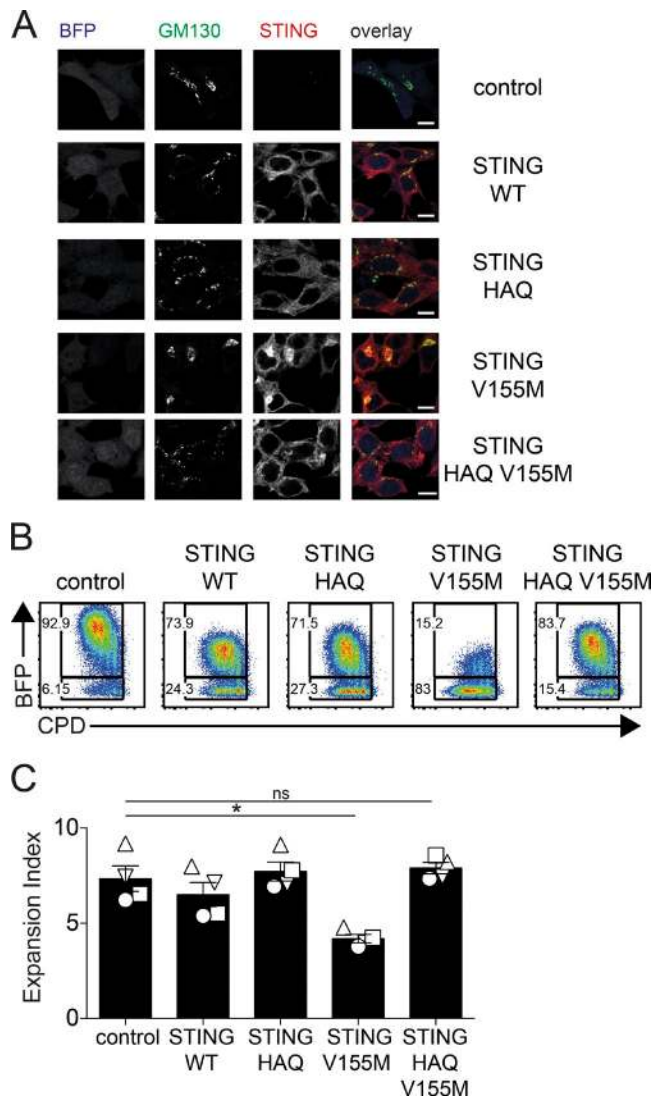 A
BFP GM130 STING overlay
control
STING
WT
STING
HAQ
STING
V155M
STING
HAQ V155M
B
STING STING STING STING
control WT HAQ V155M HAQ V155M
92.9 73.9 71.5 15.2 83.7
6.15 24.3 27.3 83 15.4
BFP
CPD
C
ns
*
10
5
0
Expansion Index
control STING STING STING STING
WT HAQ V155M HAQ
V155M